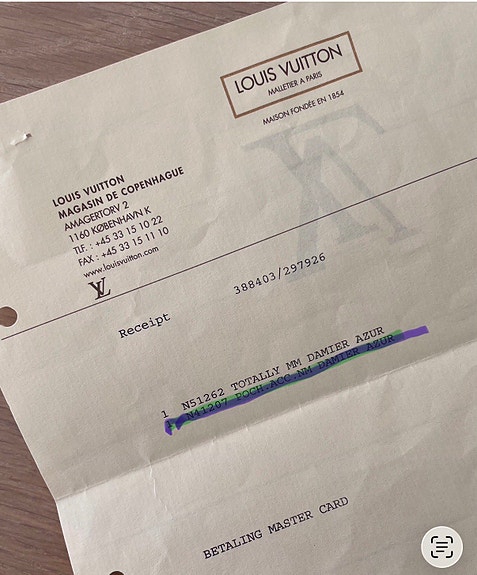 LOUIS VUITTON
MALLETIER A PARIS
MAISON FONDÉE EN 1854
LOUIS VUITTON
MAGASIN DE COPENHAGUE
AMAGERTORV 2
1160 KØBENHAVN K
TLF. : +45 33 15 10 22
FAX : +45 33 15 11 10
www.louisvuitton.com
LV
Receipt 388403/297926
1 N51262 TOTALLY MM DAMIER AZUR
1 N41207 POCH.ACC.NM DAMIER AZUR
BETALING MASTER CARD